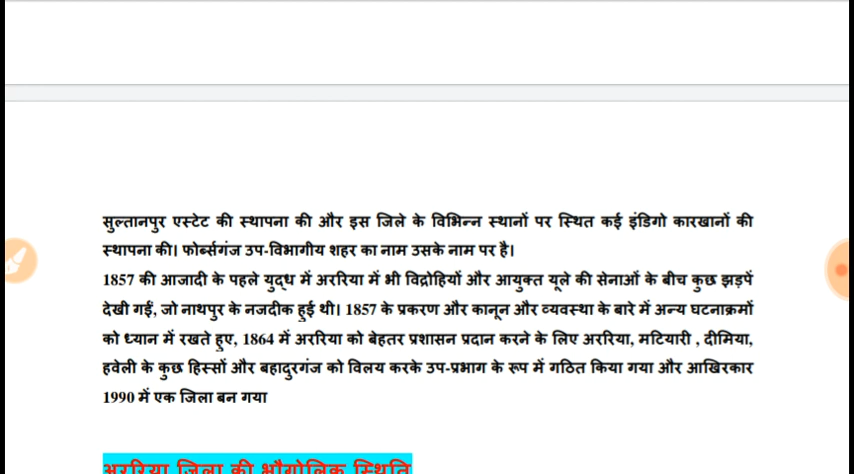 सुल्तानपुर एस्टेट की स्थापना की और इस जिले के विभिन्न स्थानों पर स्थित कई इंडिगो कारखानों की
स्थापना की। फोर्ब्सगंज उप-विभागीय शहर का नाम उसके नाम पर है।
1857 की आजादी के पहले युद्ध में अररिया में भी विद्रोहियों और आयुक्त यूले की सेनाओं के बीच कुछ झड़पें
देखी गईं, जो नाथपुर के नजदीक हुई थी। 1857 के प्रकरण और कानून और व्यवस्था के बारे में अन्य घटनाक्रमों
को ध्यान में रखते हुए, 1864 में अररिया को बेहतर प्रशासन प्रदान करने के लिए अररिया, मटियारी , दीमिया,
हवेली के कुछ हिस्सों और बहादुरगंज को विलय करके उप-प्रभाग के रूप में गठित किया गया और आखिरकार
1990 में एक जिला बन गया
अररिया जिला की भौगोलिक स्थिति